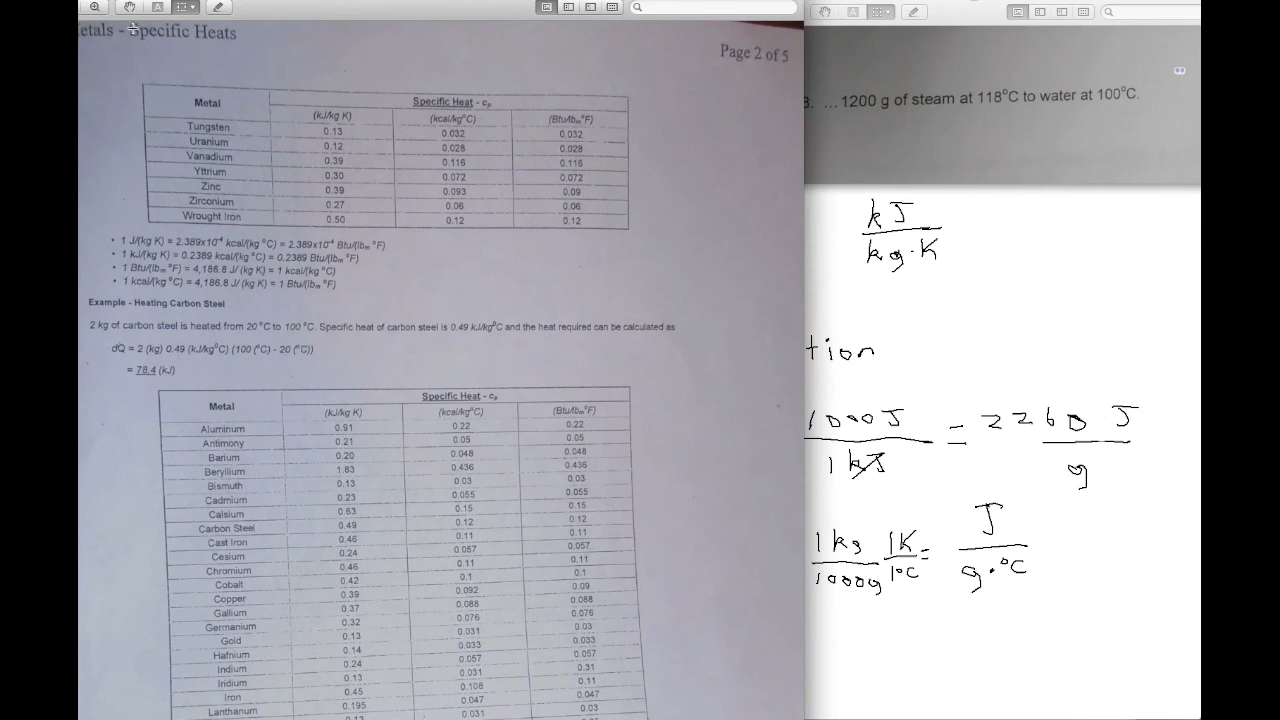 etals - Specific Heats
Page 2 of 5
Metal
Specific Heat - cp
(kJ/kg K)
(kcal/kg°C)
(Btu/lbm°F)
Tungsten 0.13 0.032 0.032
Uranium 0.12 0.028 0.028
Vanadium 0.39 0.116 0.116
Yttrium 0.30 0.072 0.072
Zinc 0.39 0.093 0.09
Zirconium 0.27 0.06 0.06
Wrought Iron 0.50 0.12 0.12
• 1 J/(kg K) = 2.389x10⁻⁴ kcal/(kg °C) = 2.389x10⁻⁴ Btu/(lbm °F)
• 1 kJ/(kg K) = 0.2389 kcal/(kg °C) = 0.2389 Btu/(lbm °F)
• 1 Btu/(lbm °F) = 4,186.8 J/ (kg K) = 1 kcal/(kg °C)
• 1 kcal/(kg °C) = 4,186.8 J/ (kg K) = 1 Btu/(lbm °F)
Example - Heating Carbon Steel
2 kg of carbon steel is heated from 20 °C to 100 °C. Specific heat of carbon steel is 0.49 kJ/kg°C and the heat required can be calculated as
dQ = 2 (kg) 0.49 (kJ/kg°C) (100 (°C) - 20 (°C))
= 78.4 (kJ)
Metal
Specific Heat - cp
(kJ/kg K)
(kcal/kg°C)
(Btu/lbm°F)
Aluminum 0.91 0.22 0.22
Antimony 0.21 0.05 0.05
Barium 0.20 0.048 0.048
Beryllium 1.83 0.436 0.436
Bismuth 0.13 0.03 0.03
Cadmium 0.23 0.055 0.055
Calsium 0.63 0.15 0.15
Carbon Steel 0.49 0.12 0.12
Cast Iron 0.46 0.11 0.11
Cesium 0.24 0.057 0.057
Chromium 0.46 0.11 0.11
Cobalt 0.42 0.1 0.1
Copper 0.39 0.092 0.09
Gallium 0.37 0.088 0.088
Germanium 0.32 0.076 0.076
Gold 0.13 0.031 0.03
Hafnium 0.14 0.033 0.033
Indium 0.24 0.057 0.057
Iridium 0.13 0.031 0.31
Iron 0.45 0.108 0.11
Lanthanum 0.195 0.047 0.047
0.031 0.03
... 1200 g of steam at 118°C to water at 100°C.
kJ
kg·K
tion
1000J = 2260 J
1kJ g
1kg 1K = J
1000g 1°C g·°C